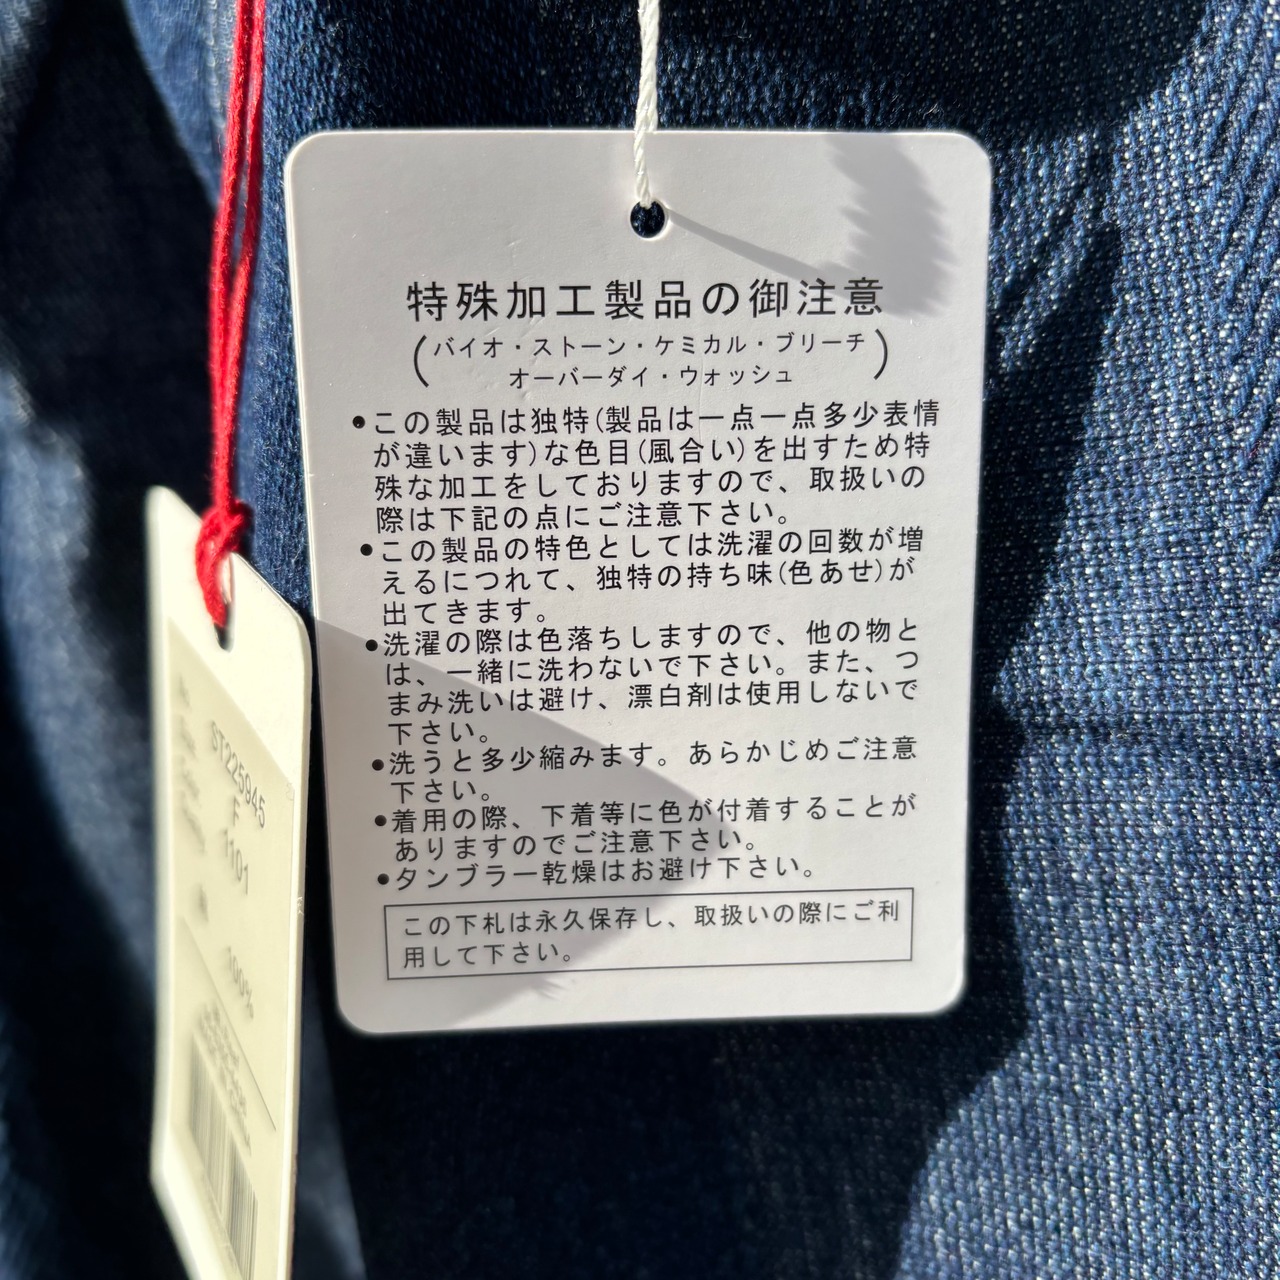 特殊加工製品の御注意
(バイオ・ストーン・ケミカル・ブリーチ
オーバーダイ・ウォッシュ)
•この製品は独特(製品は一点一点多少表情
が違います)な色目(風合い)を出すため特
殊な加工をしておりますので、取扱いの
際は下記の点にご注意下さい。
•この製品の特色としては洗濯の回数が増
えるにつれて、独特の持ち味(色あせ)が
出てきます。
•洗濯の際は色落ちしますので、他の物と
は、一緒に洗わないで下さい。また、つ
まみ洗いは避け、漂白剤は使用しないで
下さい。
•洗うと多少縮みます。あらかじめご注意
下さい。
•着用の際、下着等に色が付着することが
ありますのでご注意下さい。
•タンブラー乾燥はお避け下さい。
この下札は永久保存し、取扱いの際にご利
用して下さい。
ST225945
F
1101
100%